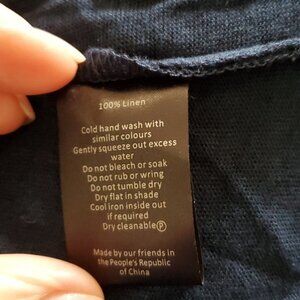 100% Linen
Cold hand wash with
similar colours
Gently squeeze out excess
water
Do not bleach or soak
Do not rub or wring
Do not tumble dry
Dry flat in shade
Cool iron inside out
if required
Dry cleanableⓅ
Made by our friends in
the People's Republic
of China